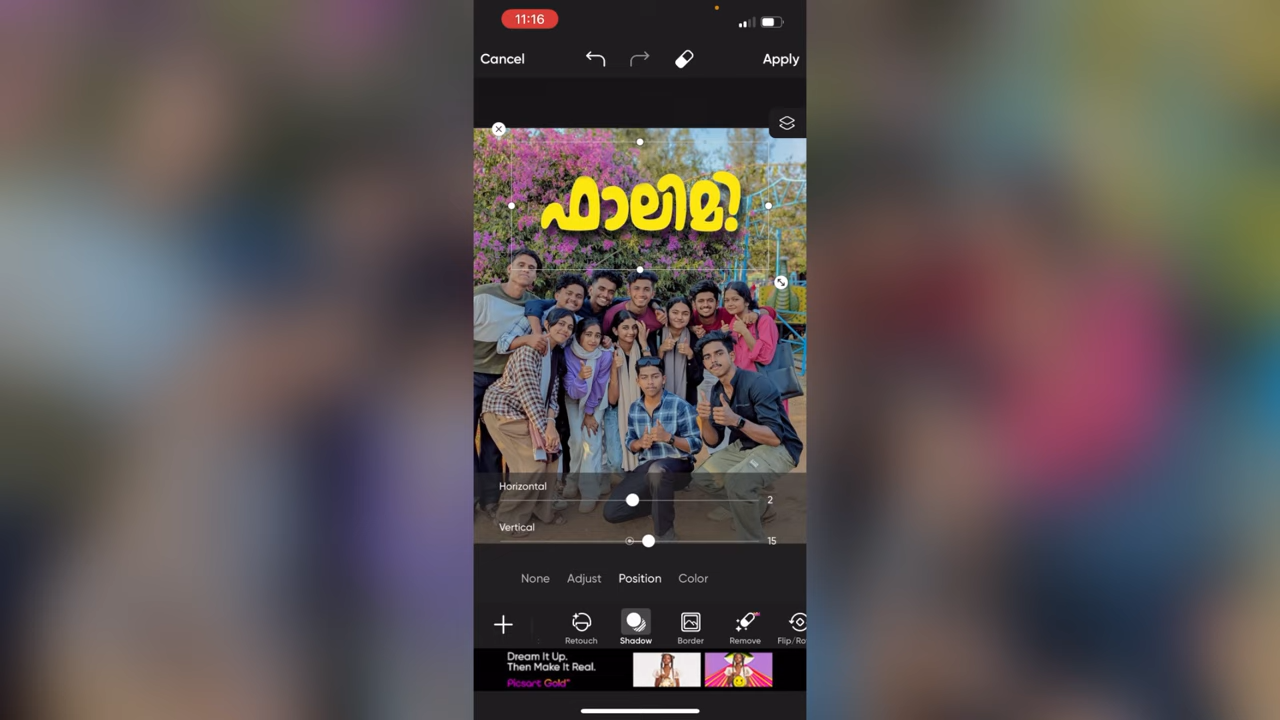 11:16
Cancel
Apply
ഫാലിമി!
Horizontal
2
Vertical
15
None Adjust Position Color
Retouch Shadow Border Remove Flip/Ro
Dream It Up.
Then Make It Real.
Picsart Gold